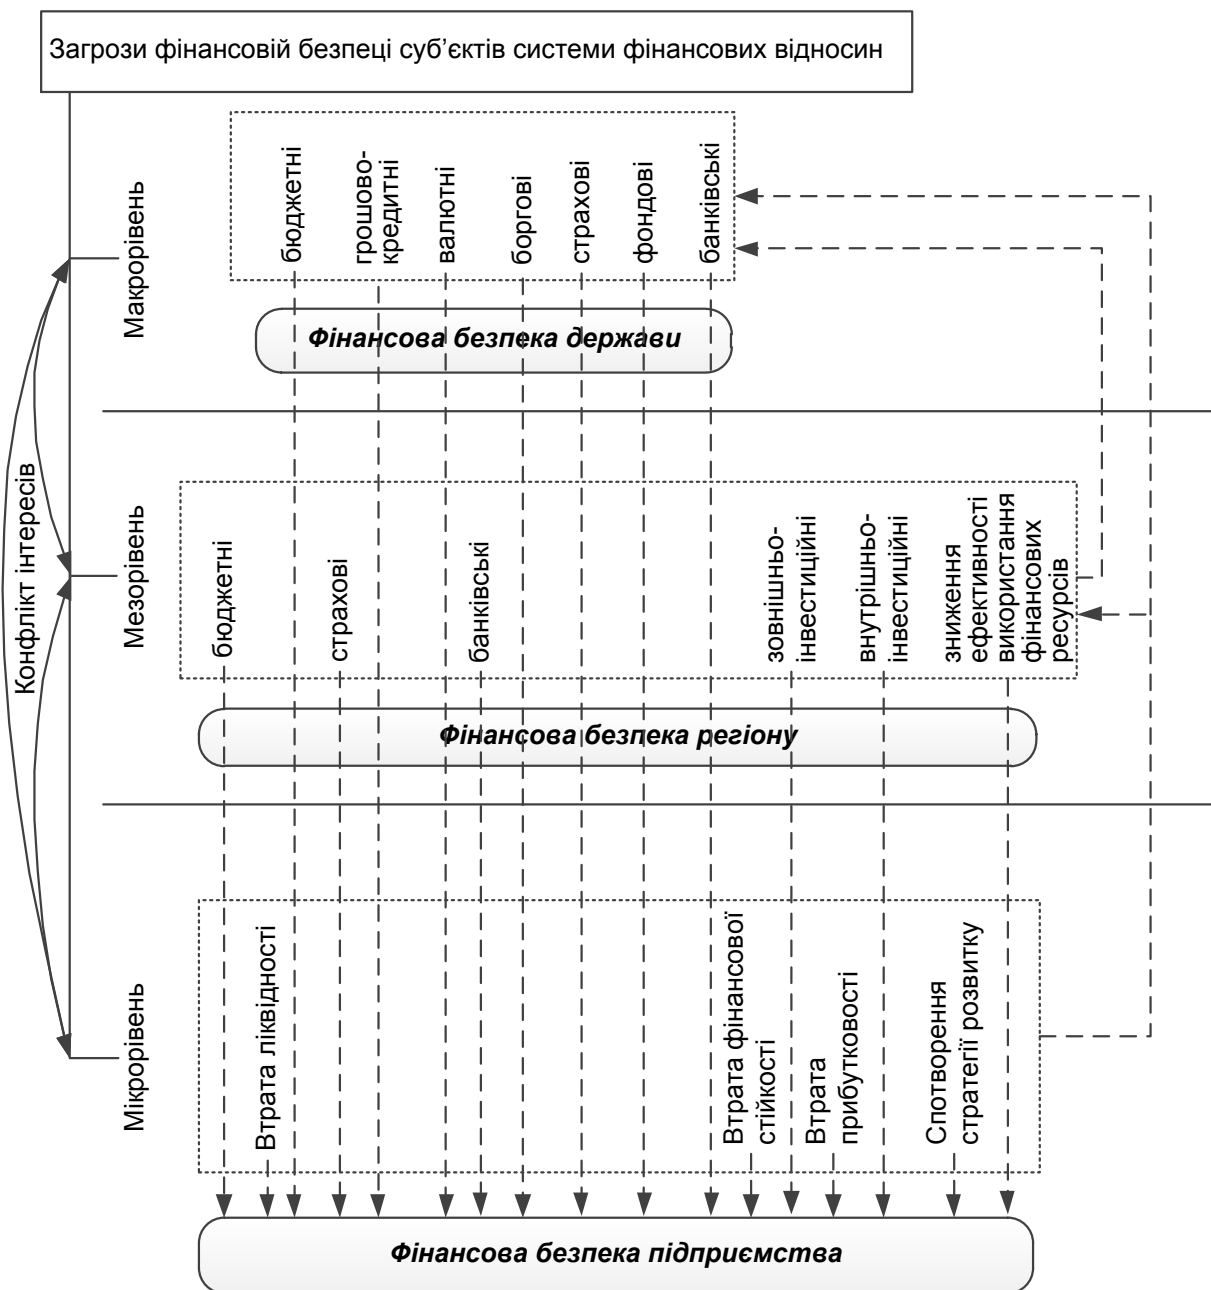 Загрози фінансовій безпеці суб’єктів системи фінансових відносин
Конфлікт інтересів
Макрорівень
бюджетні
грошово-
кредитні
валютні
боргові
страхові
фондові
банківські
Фінансова безпека держави
Мезорівень
бюджетні
страхові
банківські
зовнішньо-
інвестиційні
внутрішньо-
інвестиційні
зниження
ефективності
використання
фінансових
ресурсів
Фінансова безпека регіону
Мікрорівень
Втрата ліквідності
Втрата фінансової
стійкості
Втрата
прибутковості
Спотворення
стратегії розвитку
Фінансова безпека підприємства